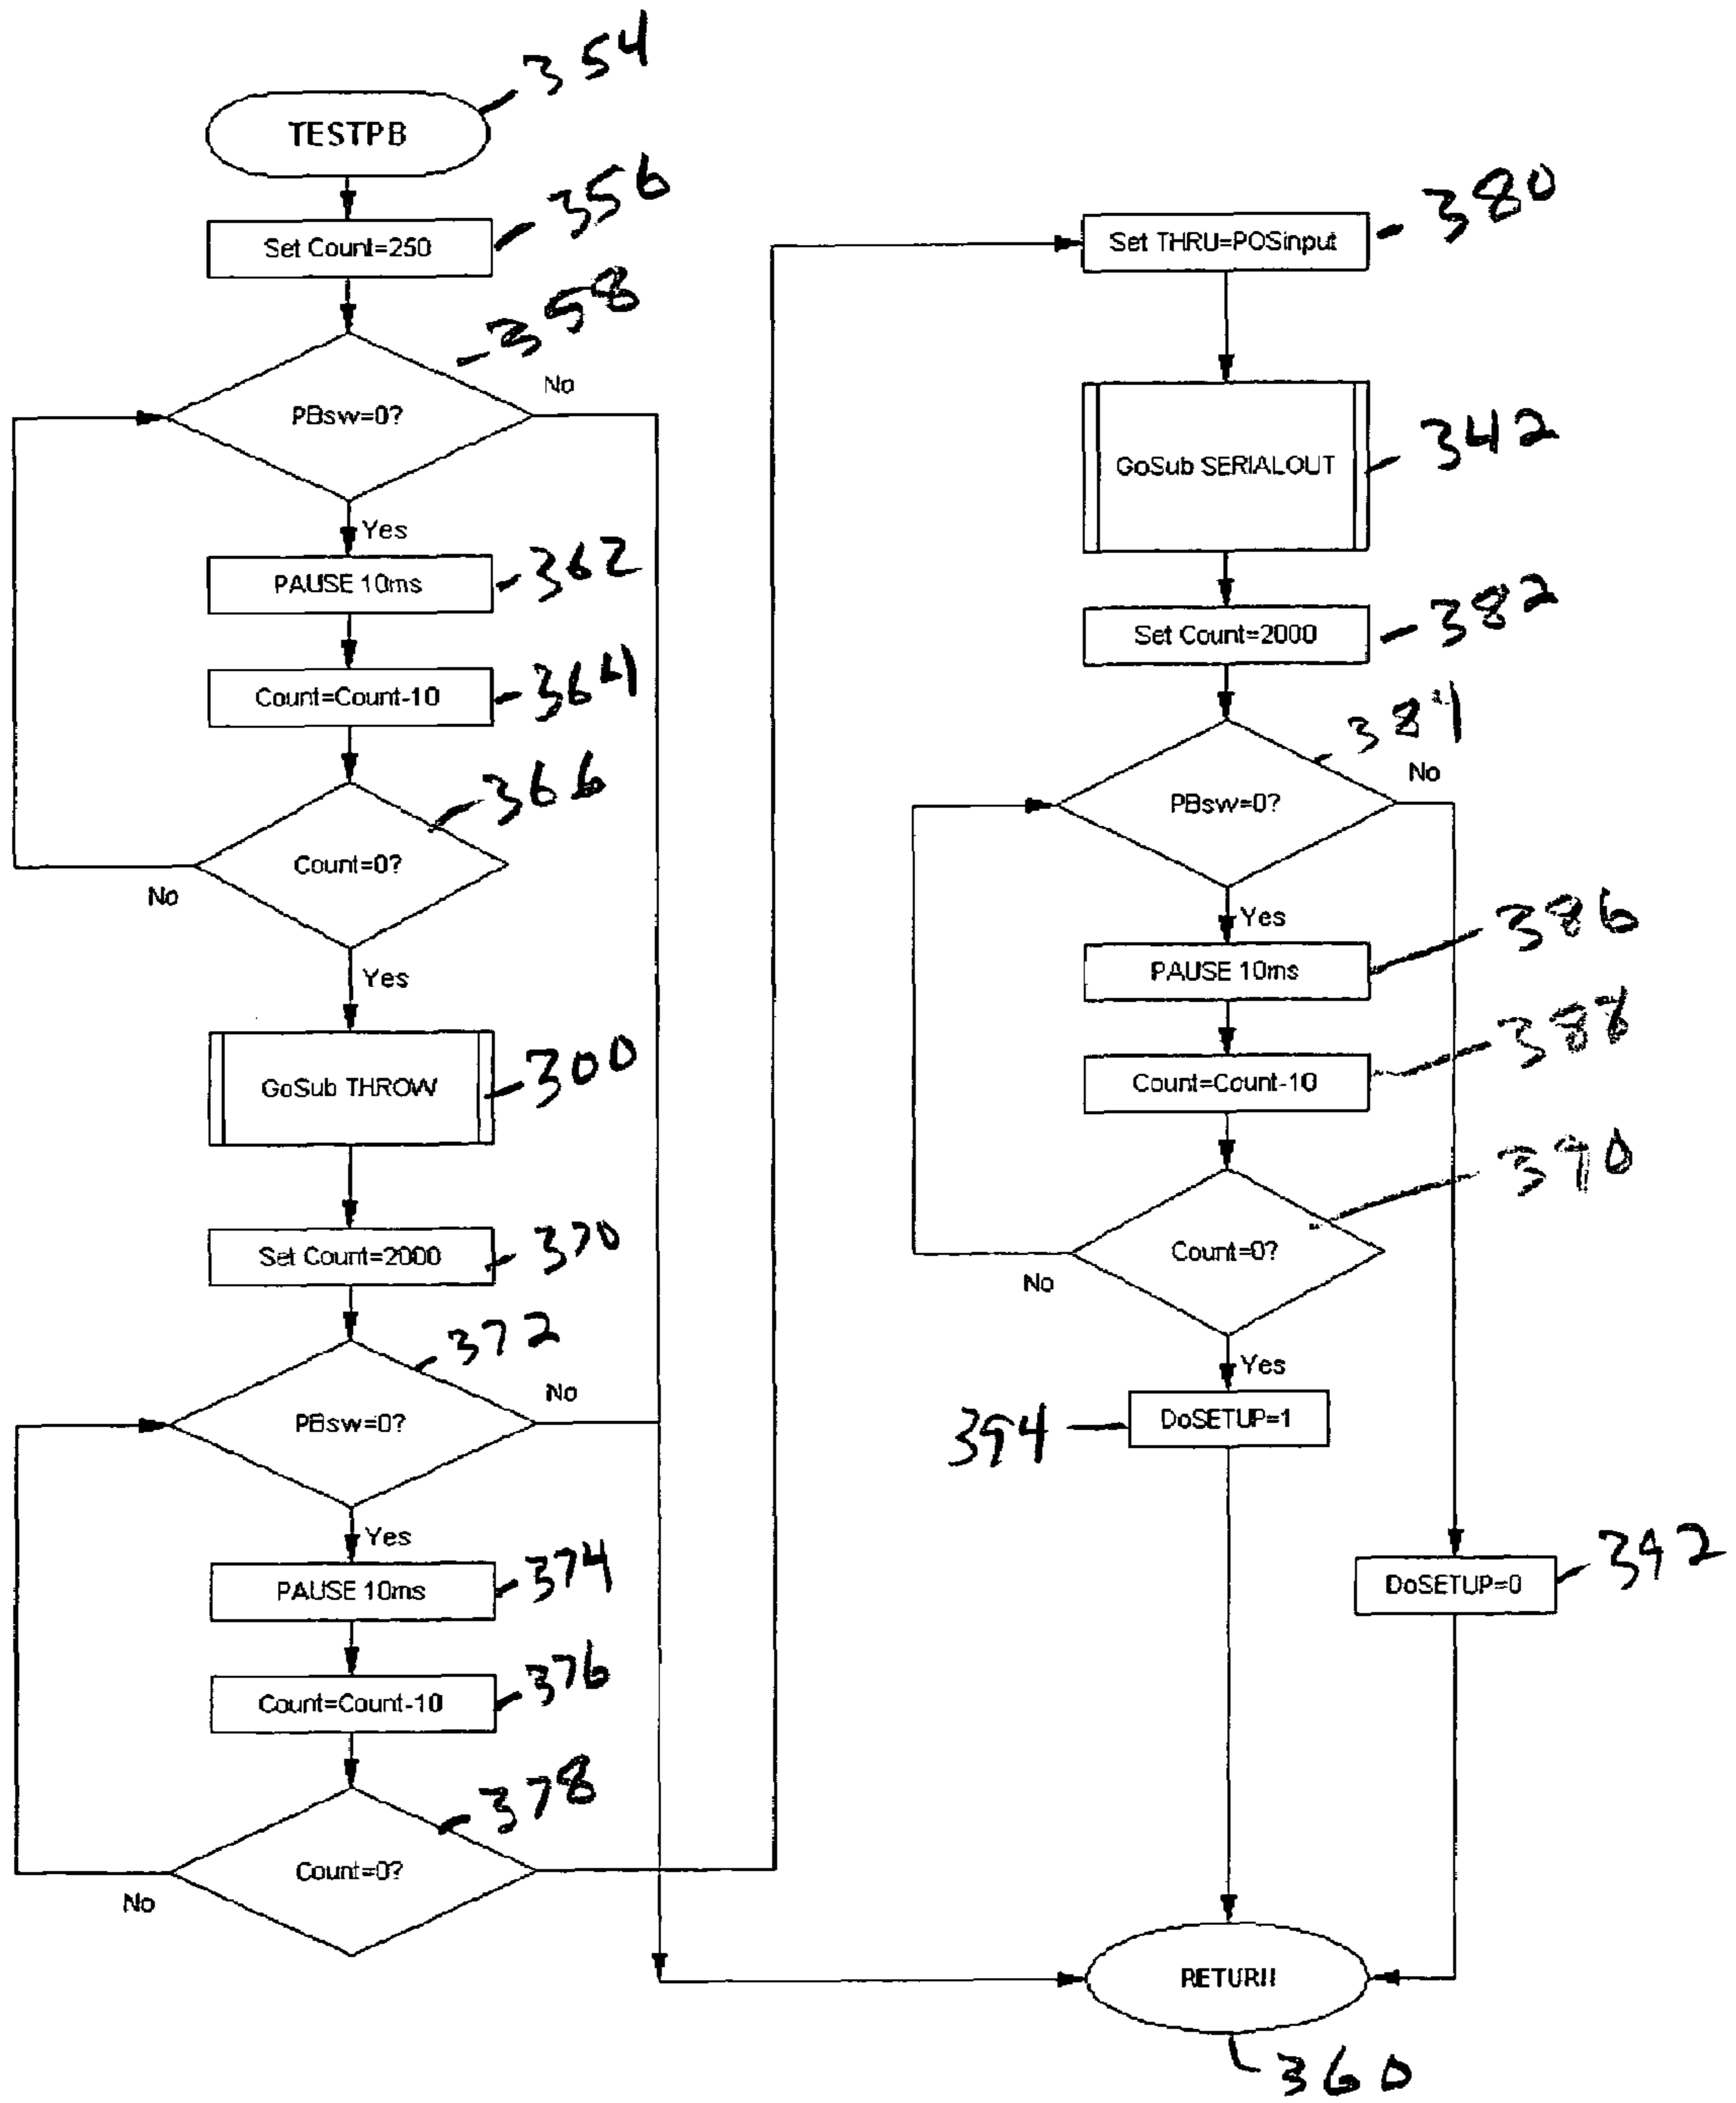 354
TESTPB
356
Set Count=250
358
No
PBsw=0?
Yes
PAUSE 10ms
362
Count=Count-10
364
366
Count=0?
No
Yes
GoSub THROW
300
Set Count=2000
370
372
No
PBsw=0?
Yes
PAUSE 10ms
374
Count=Count-10
376
378
Count=0?
No
Set THRU=POSinput
380
GoSub SERIALOUT
342
Set Count=2000
382
384
No
PBsw=0?
Yes
PAUSE 10ms
386
Count=Count-10
388
390
Count=0?
No
Yes
DoSETUP=1
394
DoSETUP=0
392
RETURN
360